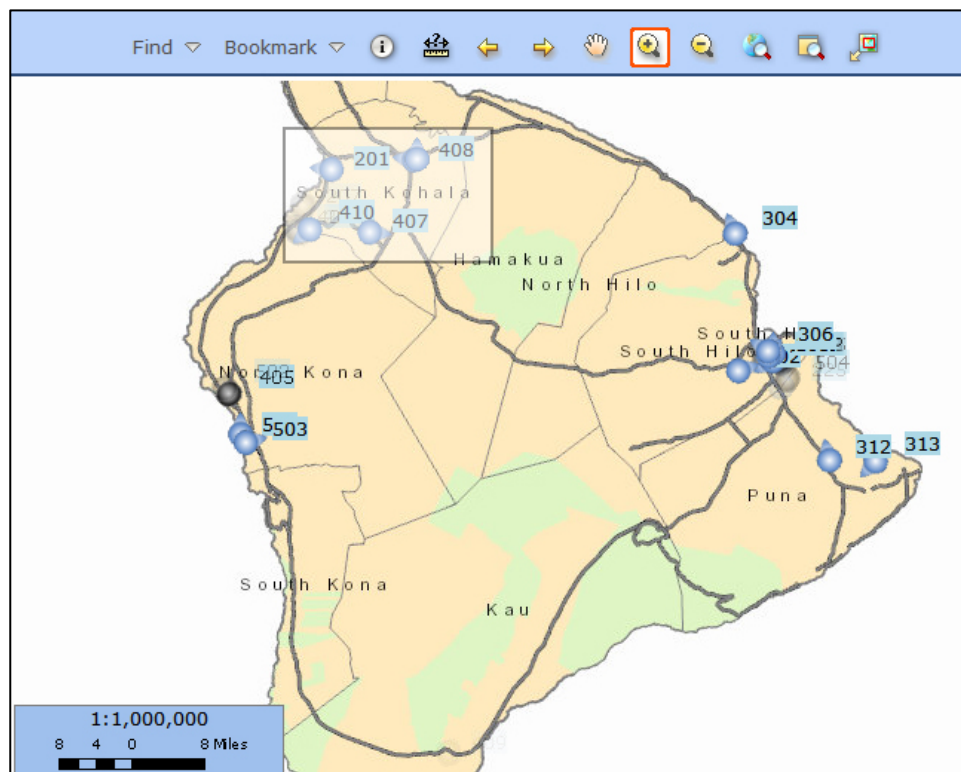 Find Bookmark
201
408
South Kohala
410
407
304
Hamakua
North Hilo
306
South Hilo
504
North Kona
405
503
312
313
Puna
South Kona
Kau
1:1,000,000
8 4 0 8 Miles